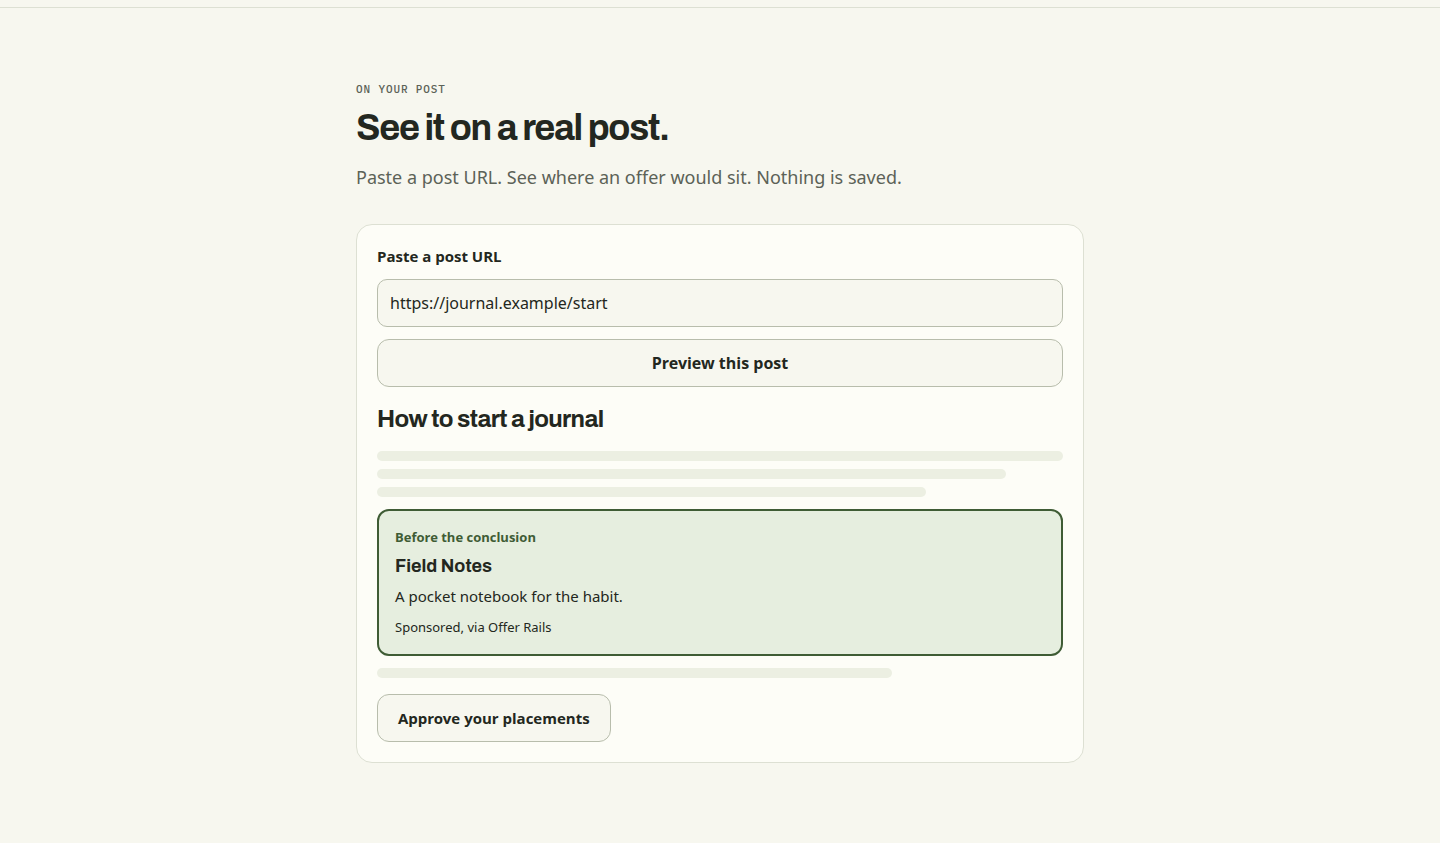 ON YOUR POST
See it on a real post.
Paste a post URL. See where an offer would sit. Nothing is saved.
Paste a post URL
https://journal.example/start
Preview this post
How to start a journal
Before the conclusion
Field Notes
A pocket notebook for the habit.
Sponsored, via Offer Rails
Approve your placements